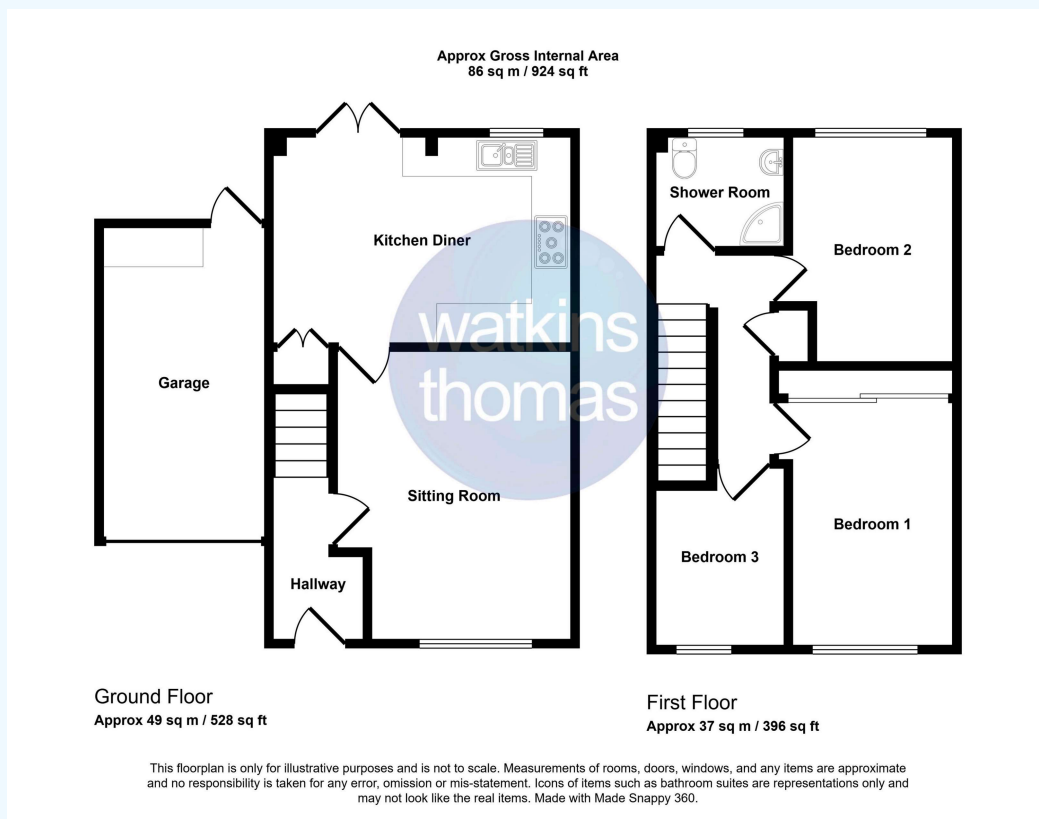 Approx Gross Internal Area
86 sq m / 924 sq ft
Shower Room
Kitchen Diner
Bedroom 2
watkins
thomas
Garage
Sitting Room
Bedroom 1
Bedroom 3
Hallway
Ground Floor
Approx 49 sq m / 528 sq ft
First Floor
Approx 37 sq m / 396 sq ft
This floorplan is only for illustrative purposes and is not to scale. Measurements of rooms, doors, windows, and any items are approximate
and no responsibility is taken for any error, omission or mis-statement. Icons of items such as bathroom suites are representations only and
may not look like the real items. Made with Made Snappy 360.